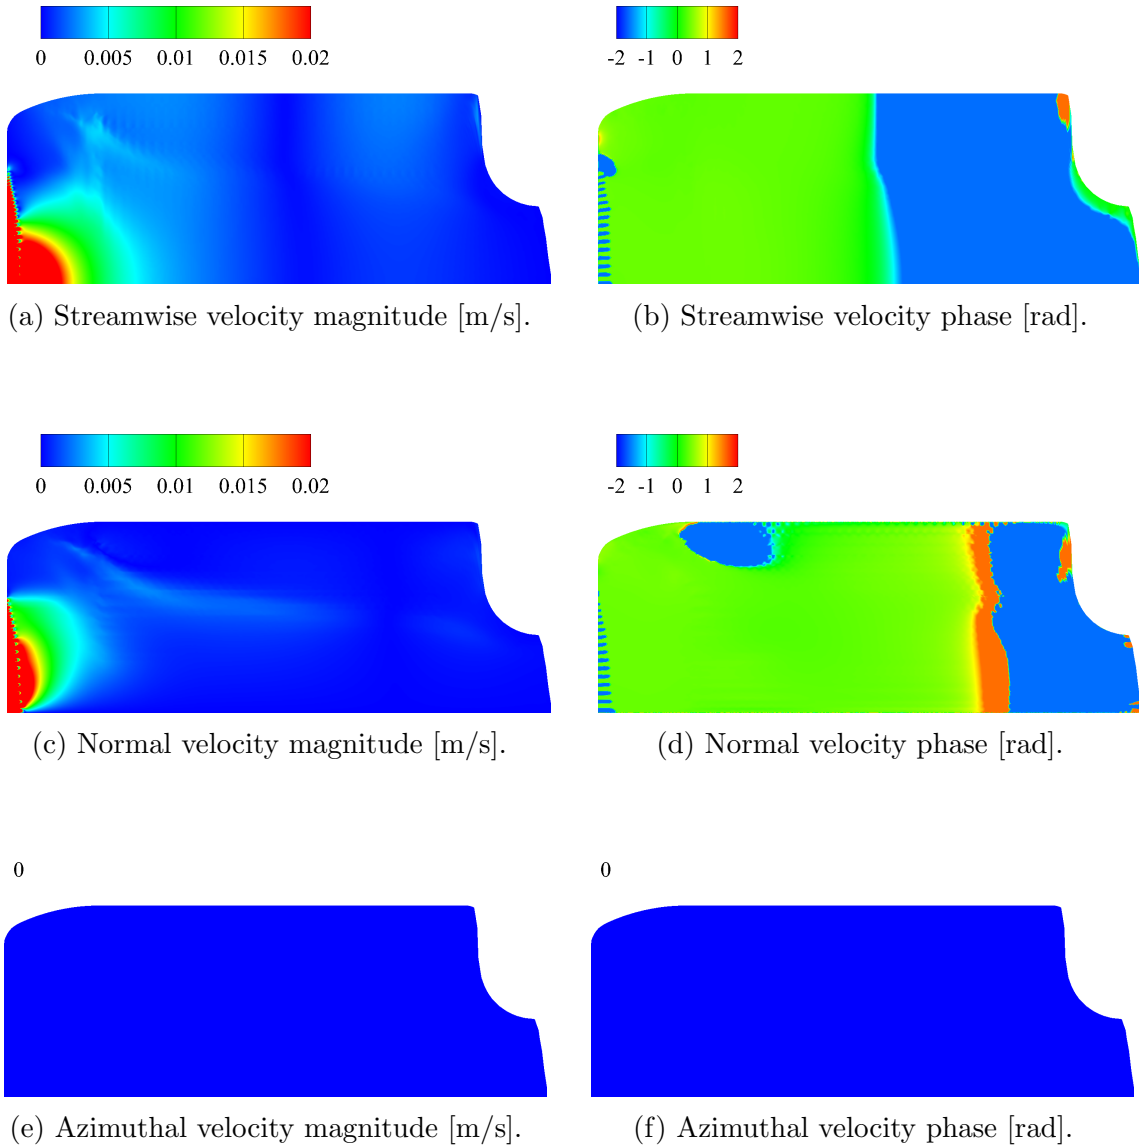 0 0.005 0.01 0.015 0.02
-2 -1 0 1 2
(a) Streamwise velocity magnitude [m/s].
(b) Streamwise velocity phase [rad].
0 0.005 0.01 0.015 0.02
-2 -1 0 1 2
(c) Normal velocity magnitude [m/s].
(d) Normal velocity phase [rad].
0
0
(e) Azimuthal velocity magnitude [m/s].
(f) Azimuthal velocity phase [rad].